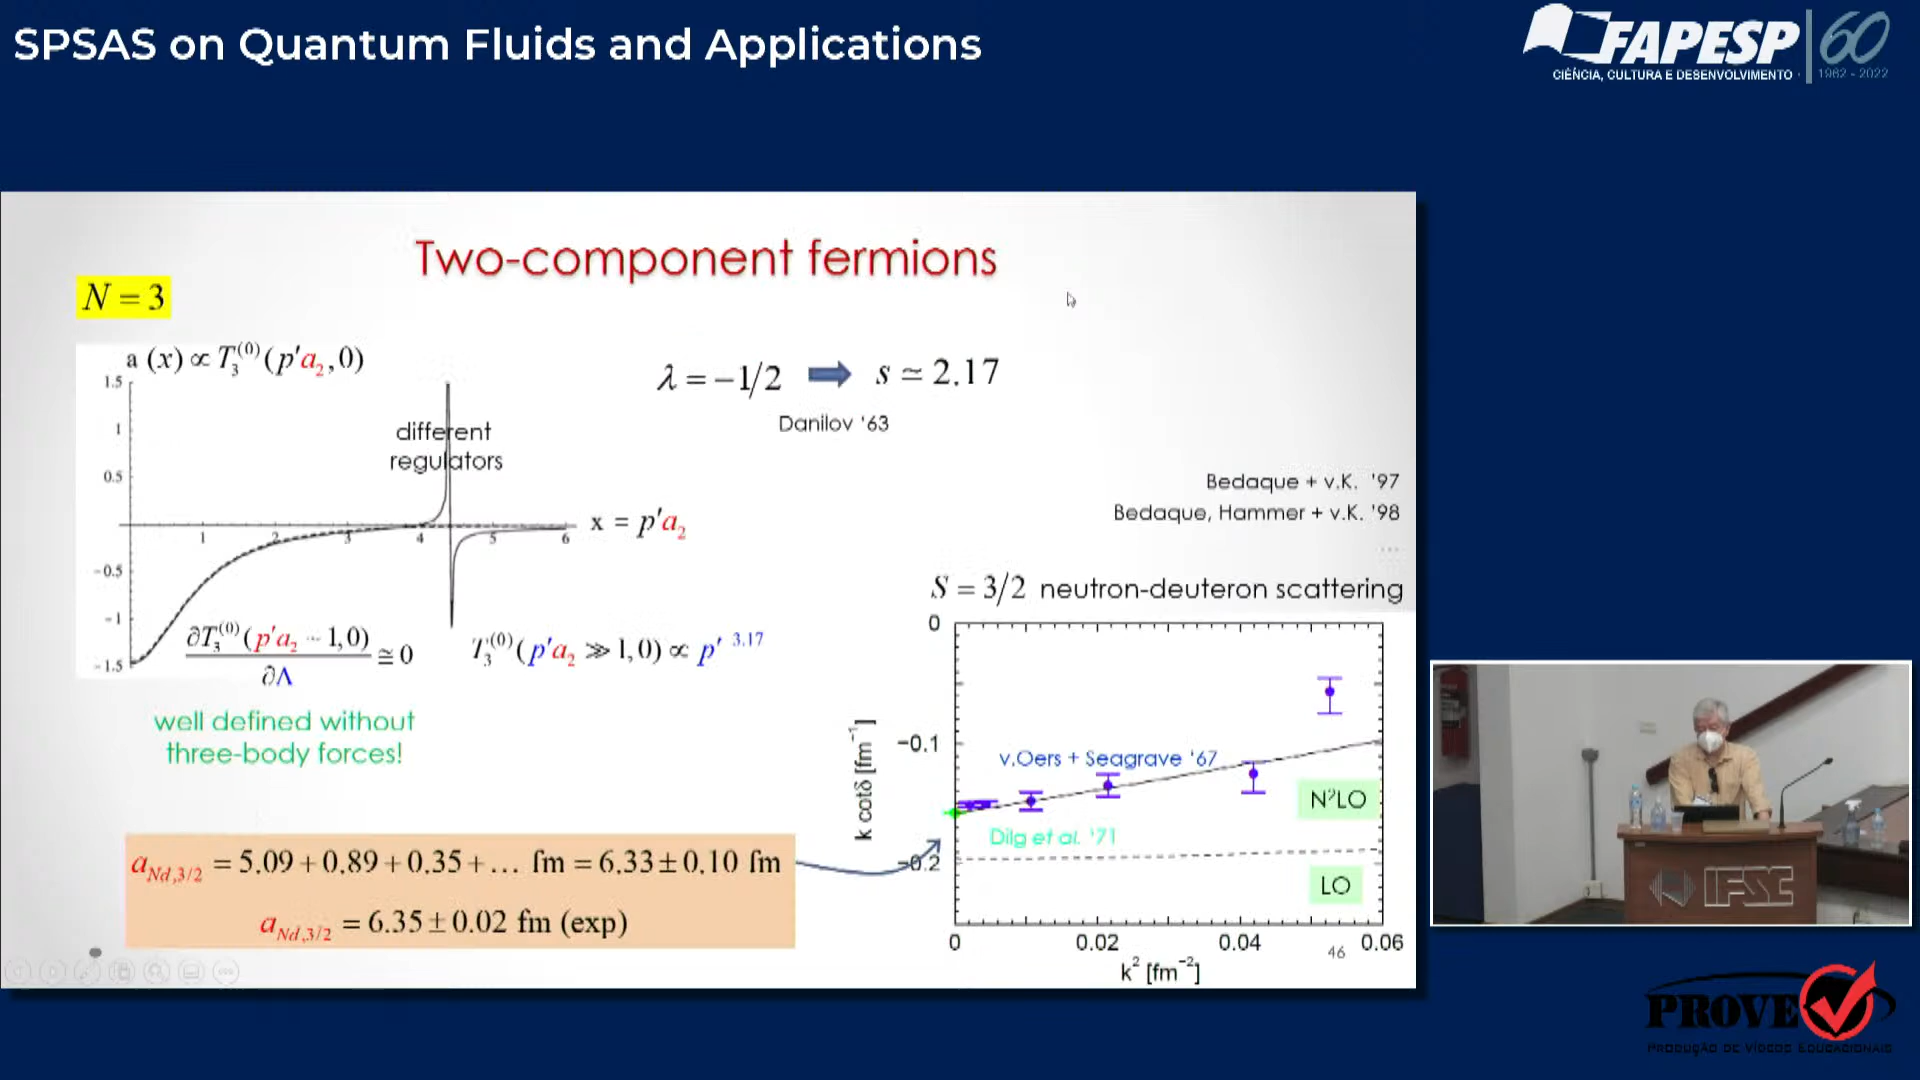 SPSAS on Quantum Fluids and Applications
FAPESP 60
CIÊNCIA, CULTURA E DESENVOLVIMENTO
1962 - 2022
Two-component fermions
N = 3
a (x) ∝ T₃⁽⁰⁾(p′a₂, 0)
1.5
1
0.5
-0.5
-1
-1.5
1 2 3 4 5 6
different
regulators
x = p′a₂
λ = −1/2 s ≃ 2.17
Danilov '63
Bedaque + v.K. '97
Bedaque, Hammer + v.K. '98
...
∂T₃⁽⁰⁾(p′a₂ ~ 1, 0)
∂Λ
≅ 0
T₃⁽⁰⁾(p′a₂ ≫ 1, 0) ∝ p′ ³·¹⁷
well defined without
three-body forces!
S = 3/2 neutron-deuteron scattering
0
−0.1
−0.2
k cotδ [fm⁻¹]
v.Oers + Seagrave '67
N²LO
Dilg et al. '71
LO
0 0.02 0.04 0.06
k² [fm⁻²]
46
a_Nd,3/2 = 5.09 + 0.89 + 0.35 + … fm = 6.33 ± 0.10 fm
a_Nd,3/2 = 6.35 ± 0.02 fm (exp)
IFSC
PROVE
PRODUÇÃO DE VÍDEOS EDUCACIONAIS